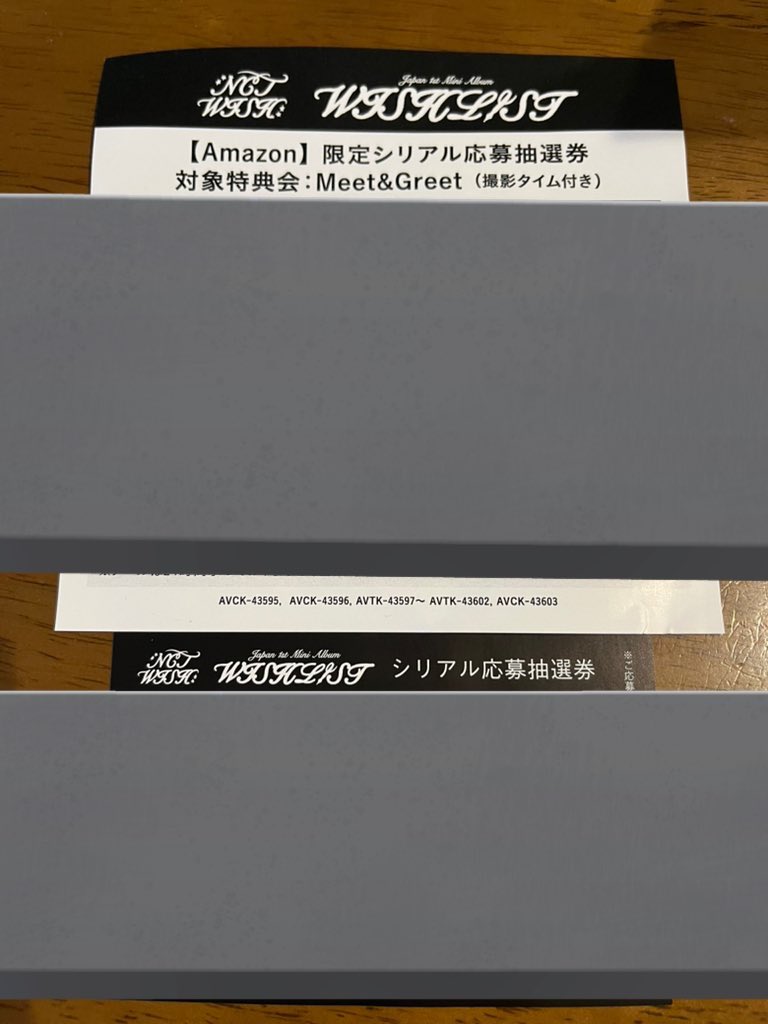 NCT
WISH
Japan 1st Mini Album
WISHLIST
【Amazon】限定シリアル応募抽選券
対象特典会：Meet&Greet（撮影タイム付き）
AVCK-43595, AVCK-43596, AVTK-43597〜 AVTK-43602, AVCK-43603
NCT
WISH
Japan 1st Mini Album
WISHLIST シリアル応募抽選券
※ご応募